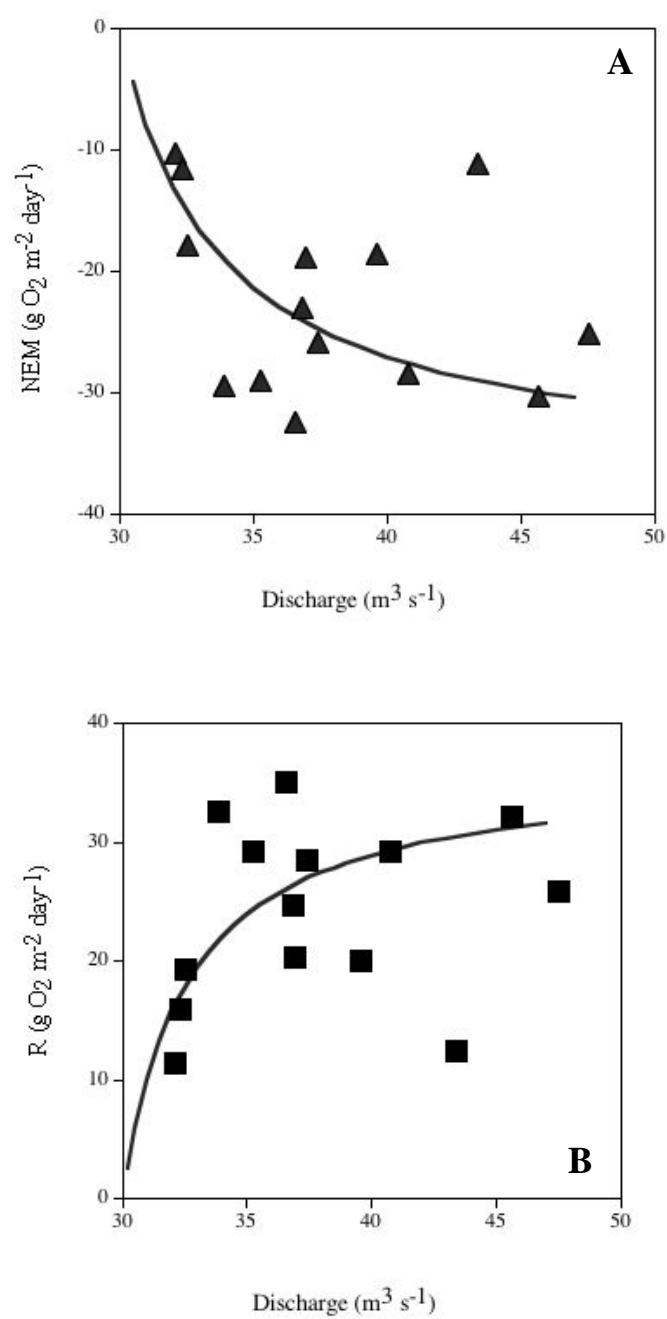 A
0
-10
-20
-30
-40
NEM (g O₂ m⁻² day⁻¹)
30 35 40 45 50
Discharge (m³ s⁻¹)
40
30
20
10
0
R (g O₂ m⁻² day⁻¹)
B
30 35 40 45 50
Discharge (m³ s⁻¹)